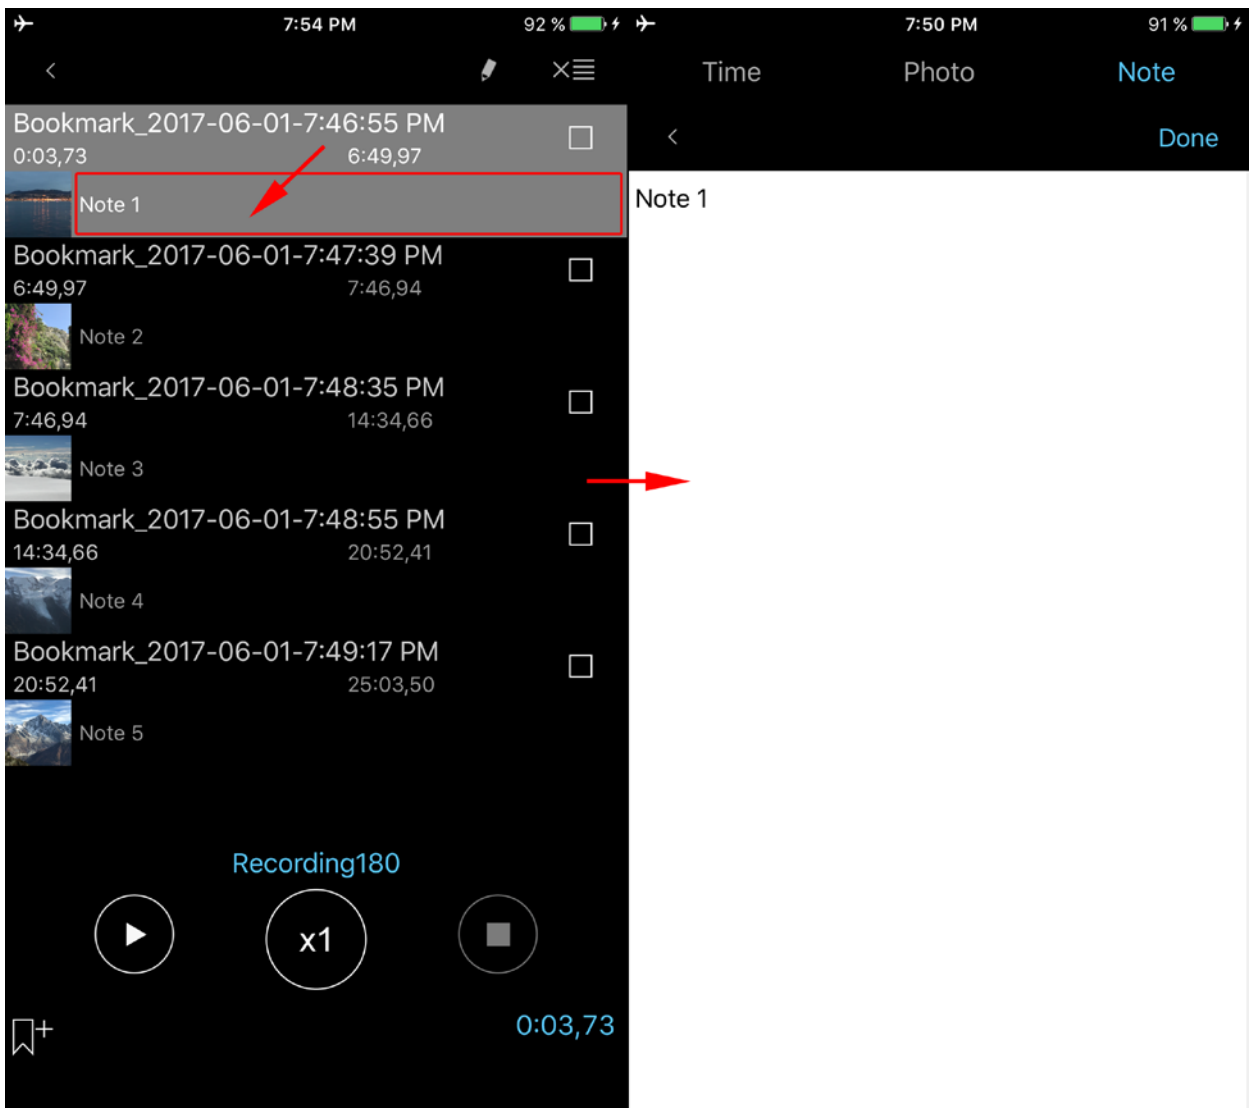 7:54 PM
92 %
Bookmark_2017-06-01-7:46:55 PM
0:03,73 6:49,97
Note 1
Bookmark_2017-06-01-7:47:39 PM
6:49,97 7:46,94
Note 2
Bookmark_2017-06-01-7:48:35 PM
7:46,94 14:34,66
Note 3
Bookmark_2017-06-01-7:48:55 PM
14:34,66 20:52,41
Note 4
Bookmark_2017-06-01-7:49:17 PM
20:52,41 25:03,50
Note 5
Recording180
x1
0:03,73
7:50 PM
91 %
Time Photo Note
Done
Note 1